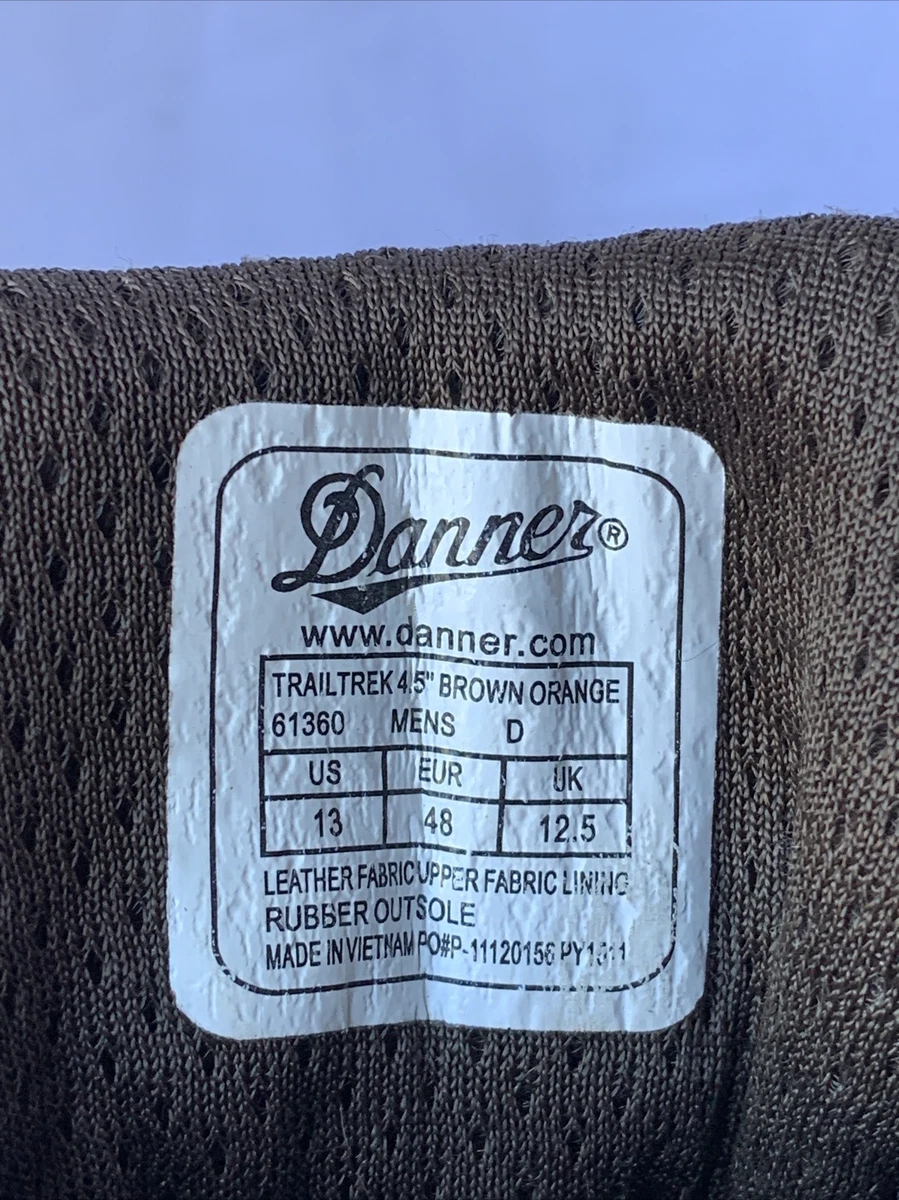 Danner®
www.danner.com
TRAILTREK 4.5" BROWN ORANGE
61360 MENS D
US EUR UK
13 48 12.5
LEATHER FABRIC UPPER FABRIC LINING
RUBBER OUTSOLE
MADE IN VIETNAM PO#P-11120156